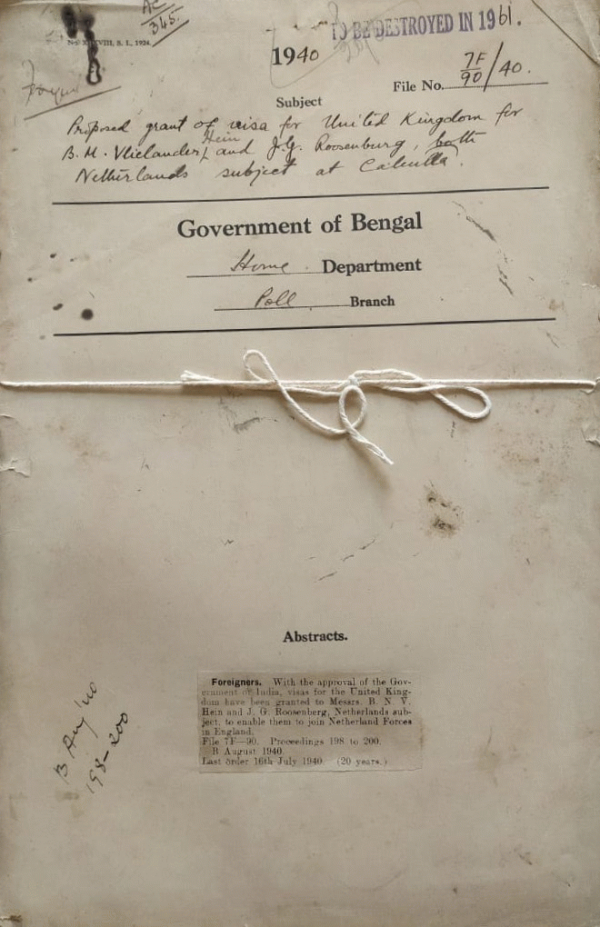 345.
TO BE DESTROYED IN 1961.
1940
File No. 7F/90/40.
Subject
Proposed grant of visa for United Kingdom for
B. N. Vlielander Hein and J.G. Roosenburg, both
Netherlands subject at Calcutta.
Government of Bengal
Home Department
Poll. Branch
Abstracts.
Foreigners. With the approval of the Gov-
ernment of India, visas for the United King-
dom have been granted to Messrs. B. N. V.
Hein and J. G. Roosenberg, Netherlands sub-
ject, to enable them to join Netherland Forces
in England.
File 7F—90. Proceedings 198 to 200.
B August 1940.
Last order 16th July 1940. (20 years.)
B Aug '40
198-200